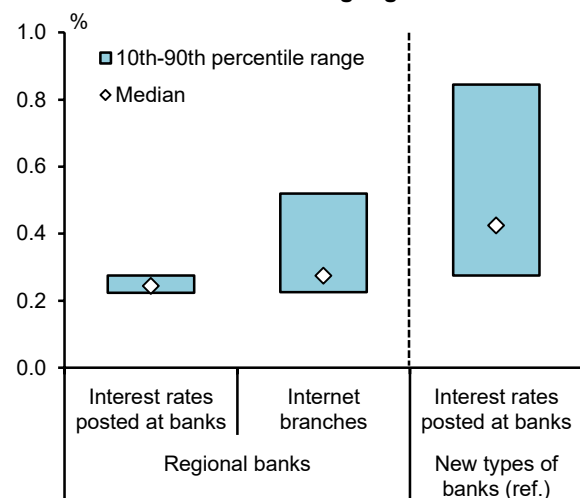 %
1.0
0.8
0.6
0.4
0.2
0.0
10th-90th percentile range
Median
Interest rates
posted at banks
Internet
branches
Interest rates
posted at banks
Regional banks
New types of
banks (ref.)